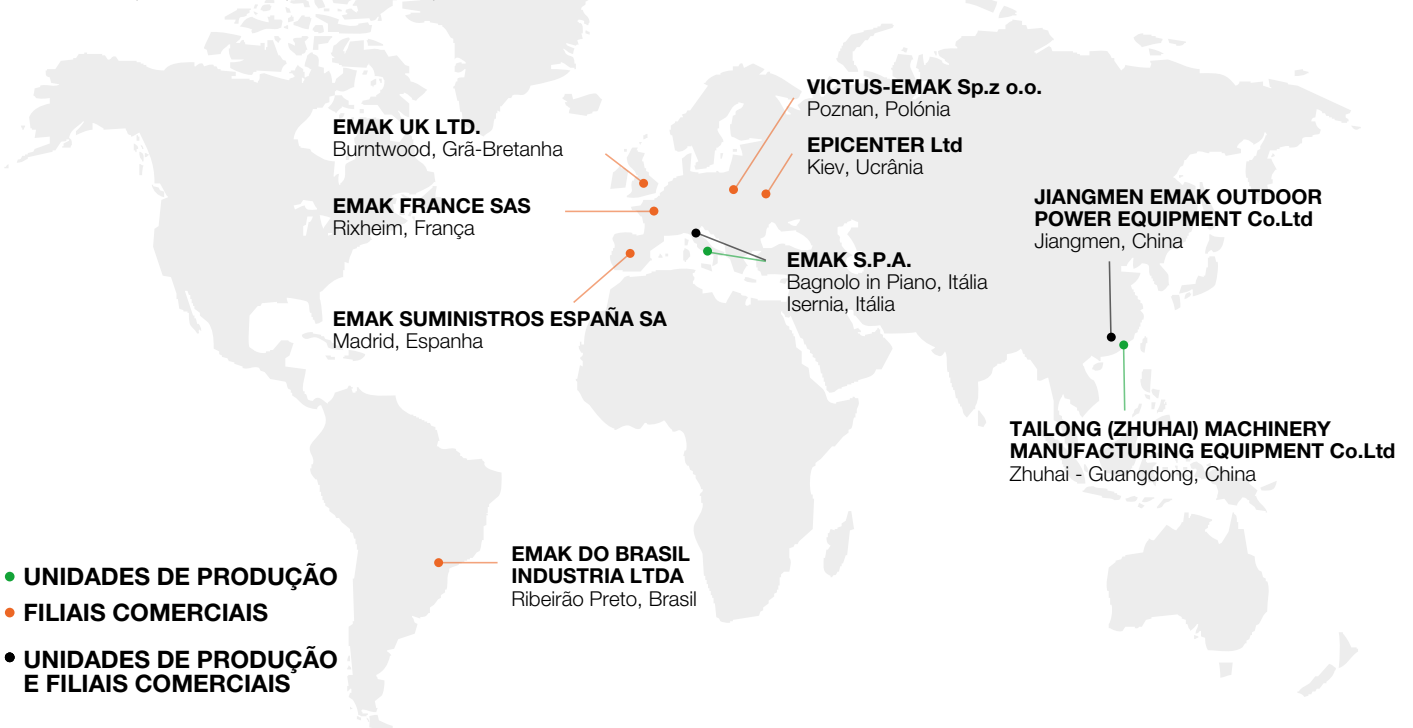 VICTUS-EMAK Sp.z o.o.
Poznan, Polónia
EMAK UK LTD.
Burntwood, Grã-Bretanha
EPICENTER Ltd
Kiev, Ucrânia
EMAK FRANCE SAS
Rixheim, França
JIANGMEN EMAK OUTDOOR
POWER EQUIPMENT Co.Ltd
Jiangmen, China
EMAK S.P.A.
Bagnolo in Piano, Itália
Isernia, Itália
EMAK SUMINISTROS ESPAÑA SA
Madrid, Espanha
TAILONG (ZHUHAI) MACHINERY
MANUFACTURING EQUIPMENT Co.Ltd
Zhuhai - Guangdong, China
EMAK DO BRASIL
INDUSTRIA LTDA
Ribeirão Preto, Brasil
UNIDADES DE PRODUÇÃO
FILIAIS COMERCIAIS
UNIDADES DE PRODUÇÃO
E FILIAIS COMERCIAIS